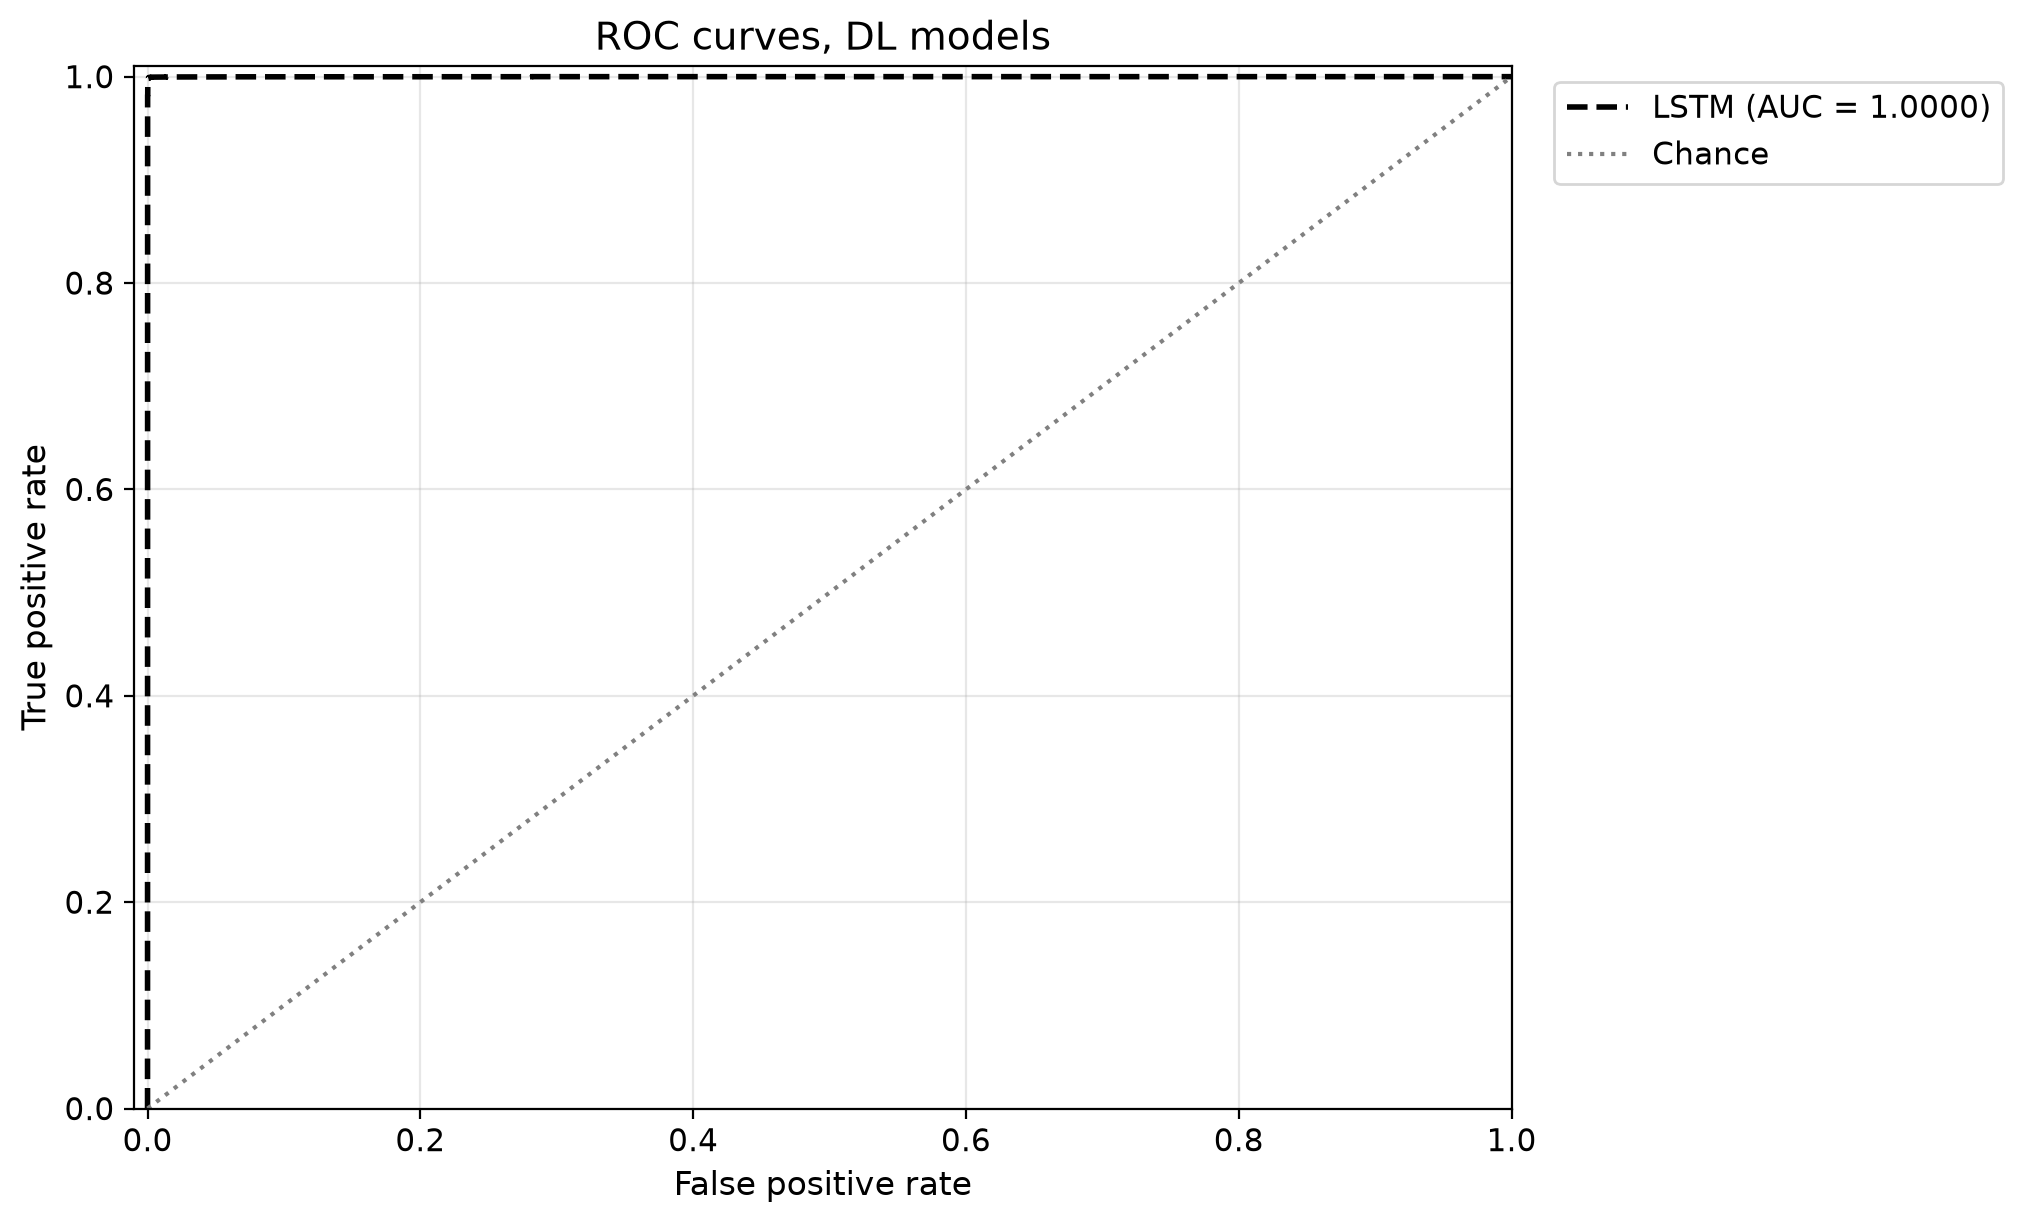 ROC curves, DL models
LSTM (AUC = 1.0000)
Chance
True positive rate
1.0
0.8
0.6
0.4
0.2
0.0
0.0 0.2 0.4 0.6 0.8 1.0
False positive rate